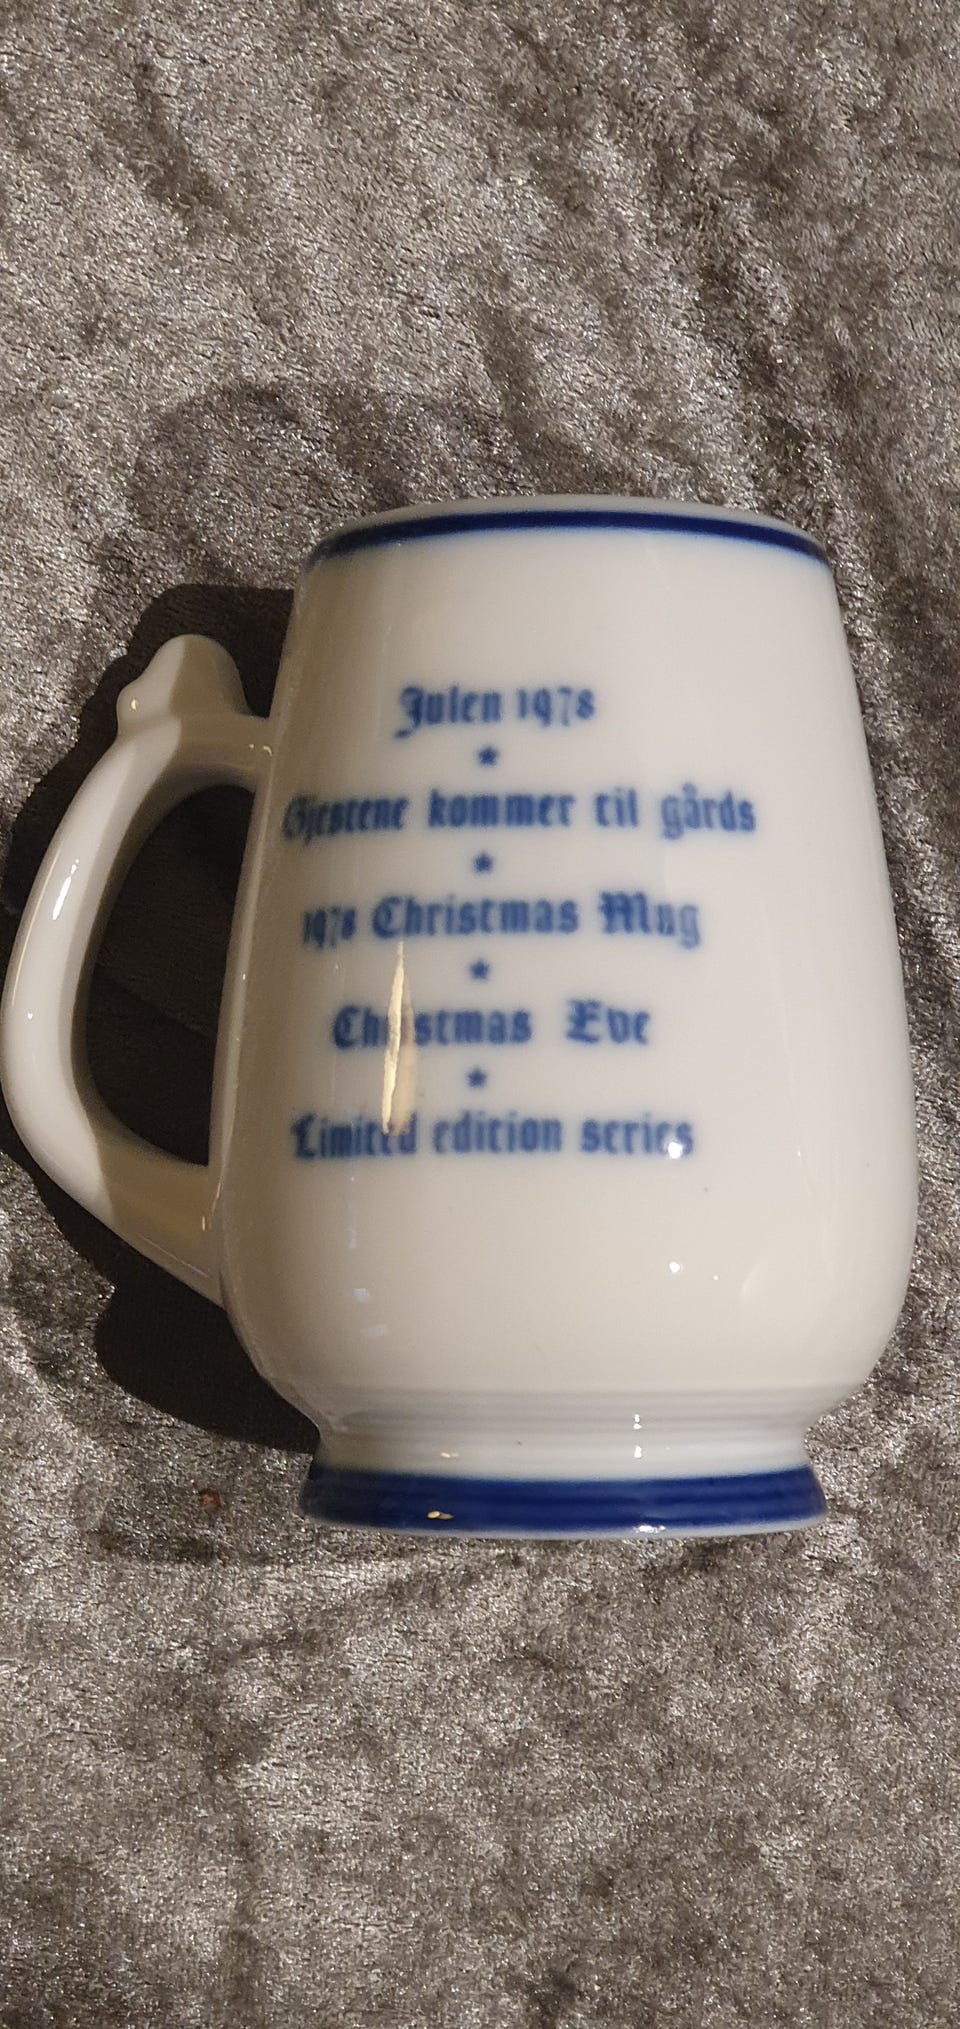 Julen 1978
★
Gjestene kommer til gårds
★
1978 Christmas Mug
★
Christmas Eve
★
Limited edition series